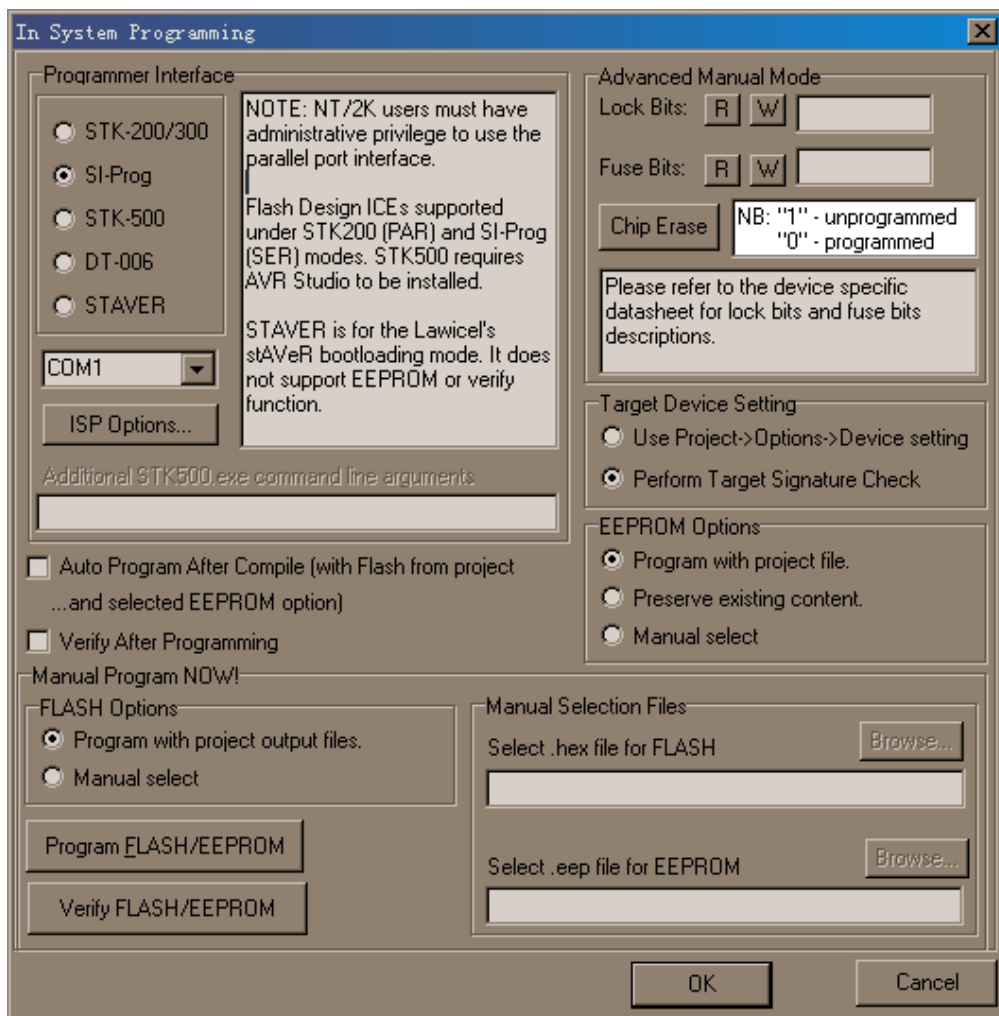 In System Programming
Programmer Interface
STK-200/300
SI-Prog
STK-500
DT-006
STAVER
COM1
ISP Options...
NOTE: NT/2K users must have
administrative privilege to use the
parallel port interface.
Flash Design ICEs supported
under STK200 (PAR) and SI-Prog
(SER) modes. STK500 requires
AVR Studio to be installed.
STAVER is for the Lawicel's
stAVeR bootloading mode. It does
not support EEPROM or verify
function.
Additional STK500.exe command line arguments
Auto Program After Compile (with Flash from project
...and selected EEPROM option)
Verify After Programming
Advanced Manual Mode
Lock Bits: R W
Fuse Bits: R W
Chip Erase
NB: "1" - unprogrammed
"0" - programmed
Please refer to the device specific
datasheet for lock bits and fuse bits
descriptions.
Target Device Setting
Use Project->Options->Device setting
Perform Target Signature Check
EEPROM Options
Program with project file.
Preserve existing content.
Manual select
Manual Program NOW!
FLASH Options
Program with project output files.
Manual select
Program FLASH/EEPROM
Verify FLASH/EEPROM
Manual Selection Files
Select .hex file for FLASH
Browse...
Select .eep file for EEPROM
Browse...
OK
Cancel